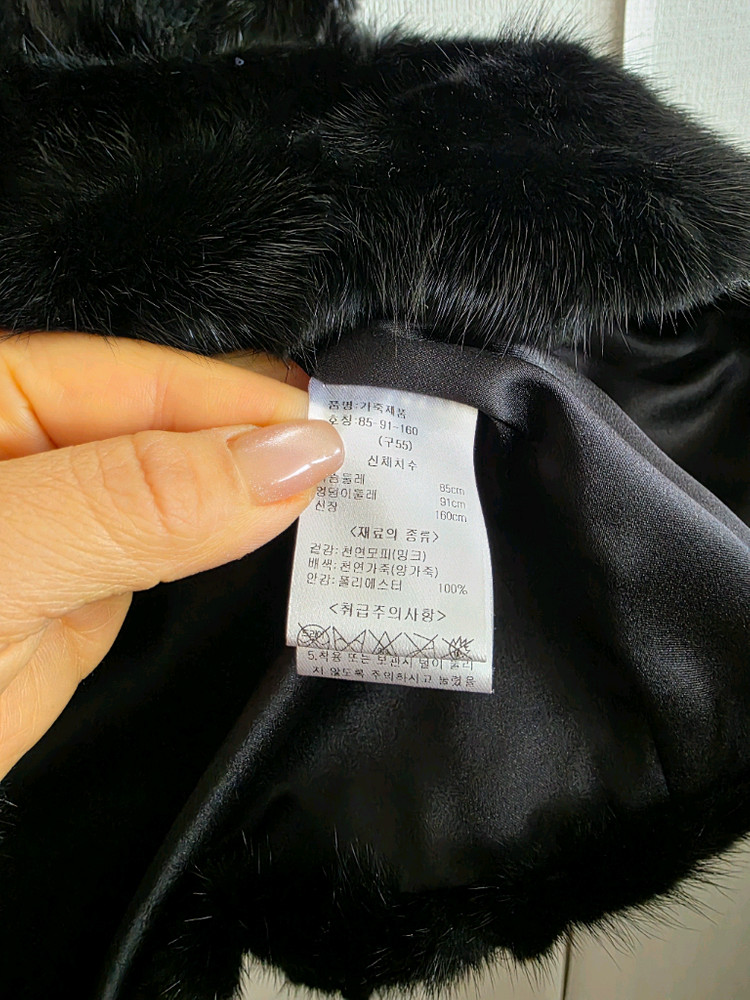 품명:가죽제품
호칭:85-91-160
(구55)
신체치수
둘레 85cm
엉덩이둘레 91cm
신장 160cm
<재료의 종류>
겉감:천연모피(밍크)
배색:천연가죽(양가죽)
안감:폴리에스터 100%
<취급주의사항>
5.착용 또는 보관시 털이 눌리
지 않도록 주의하시고 눌렸을